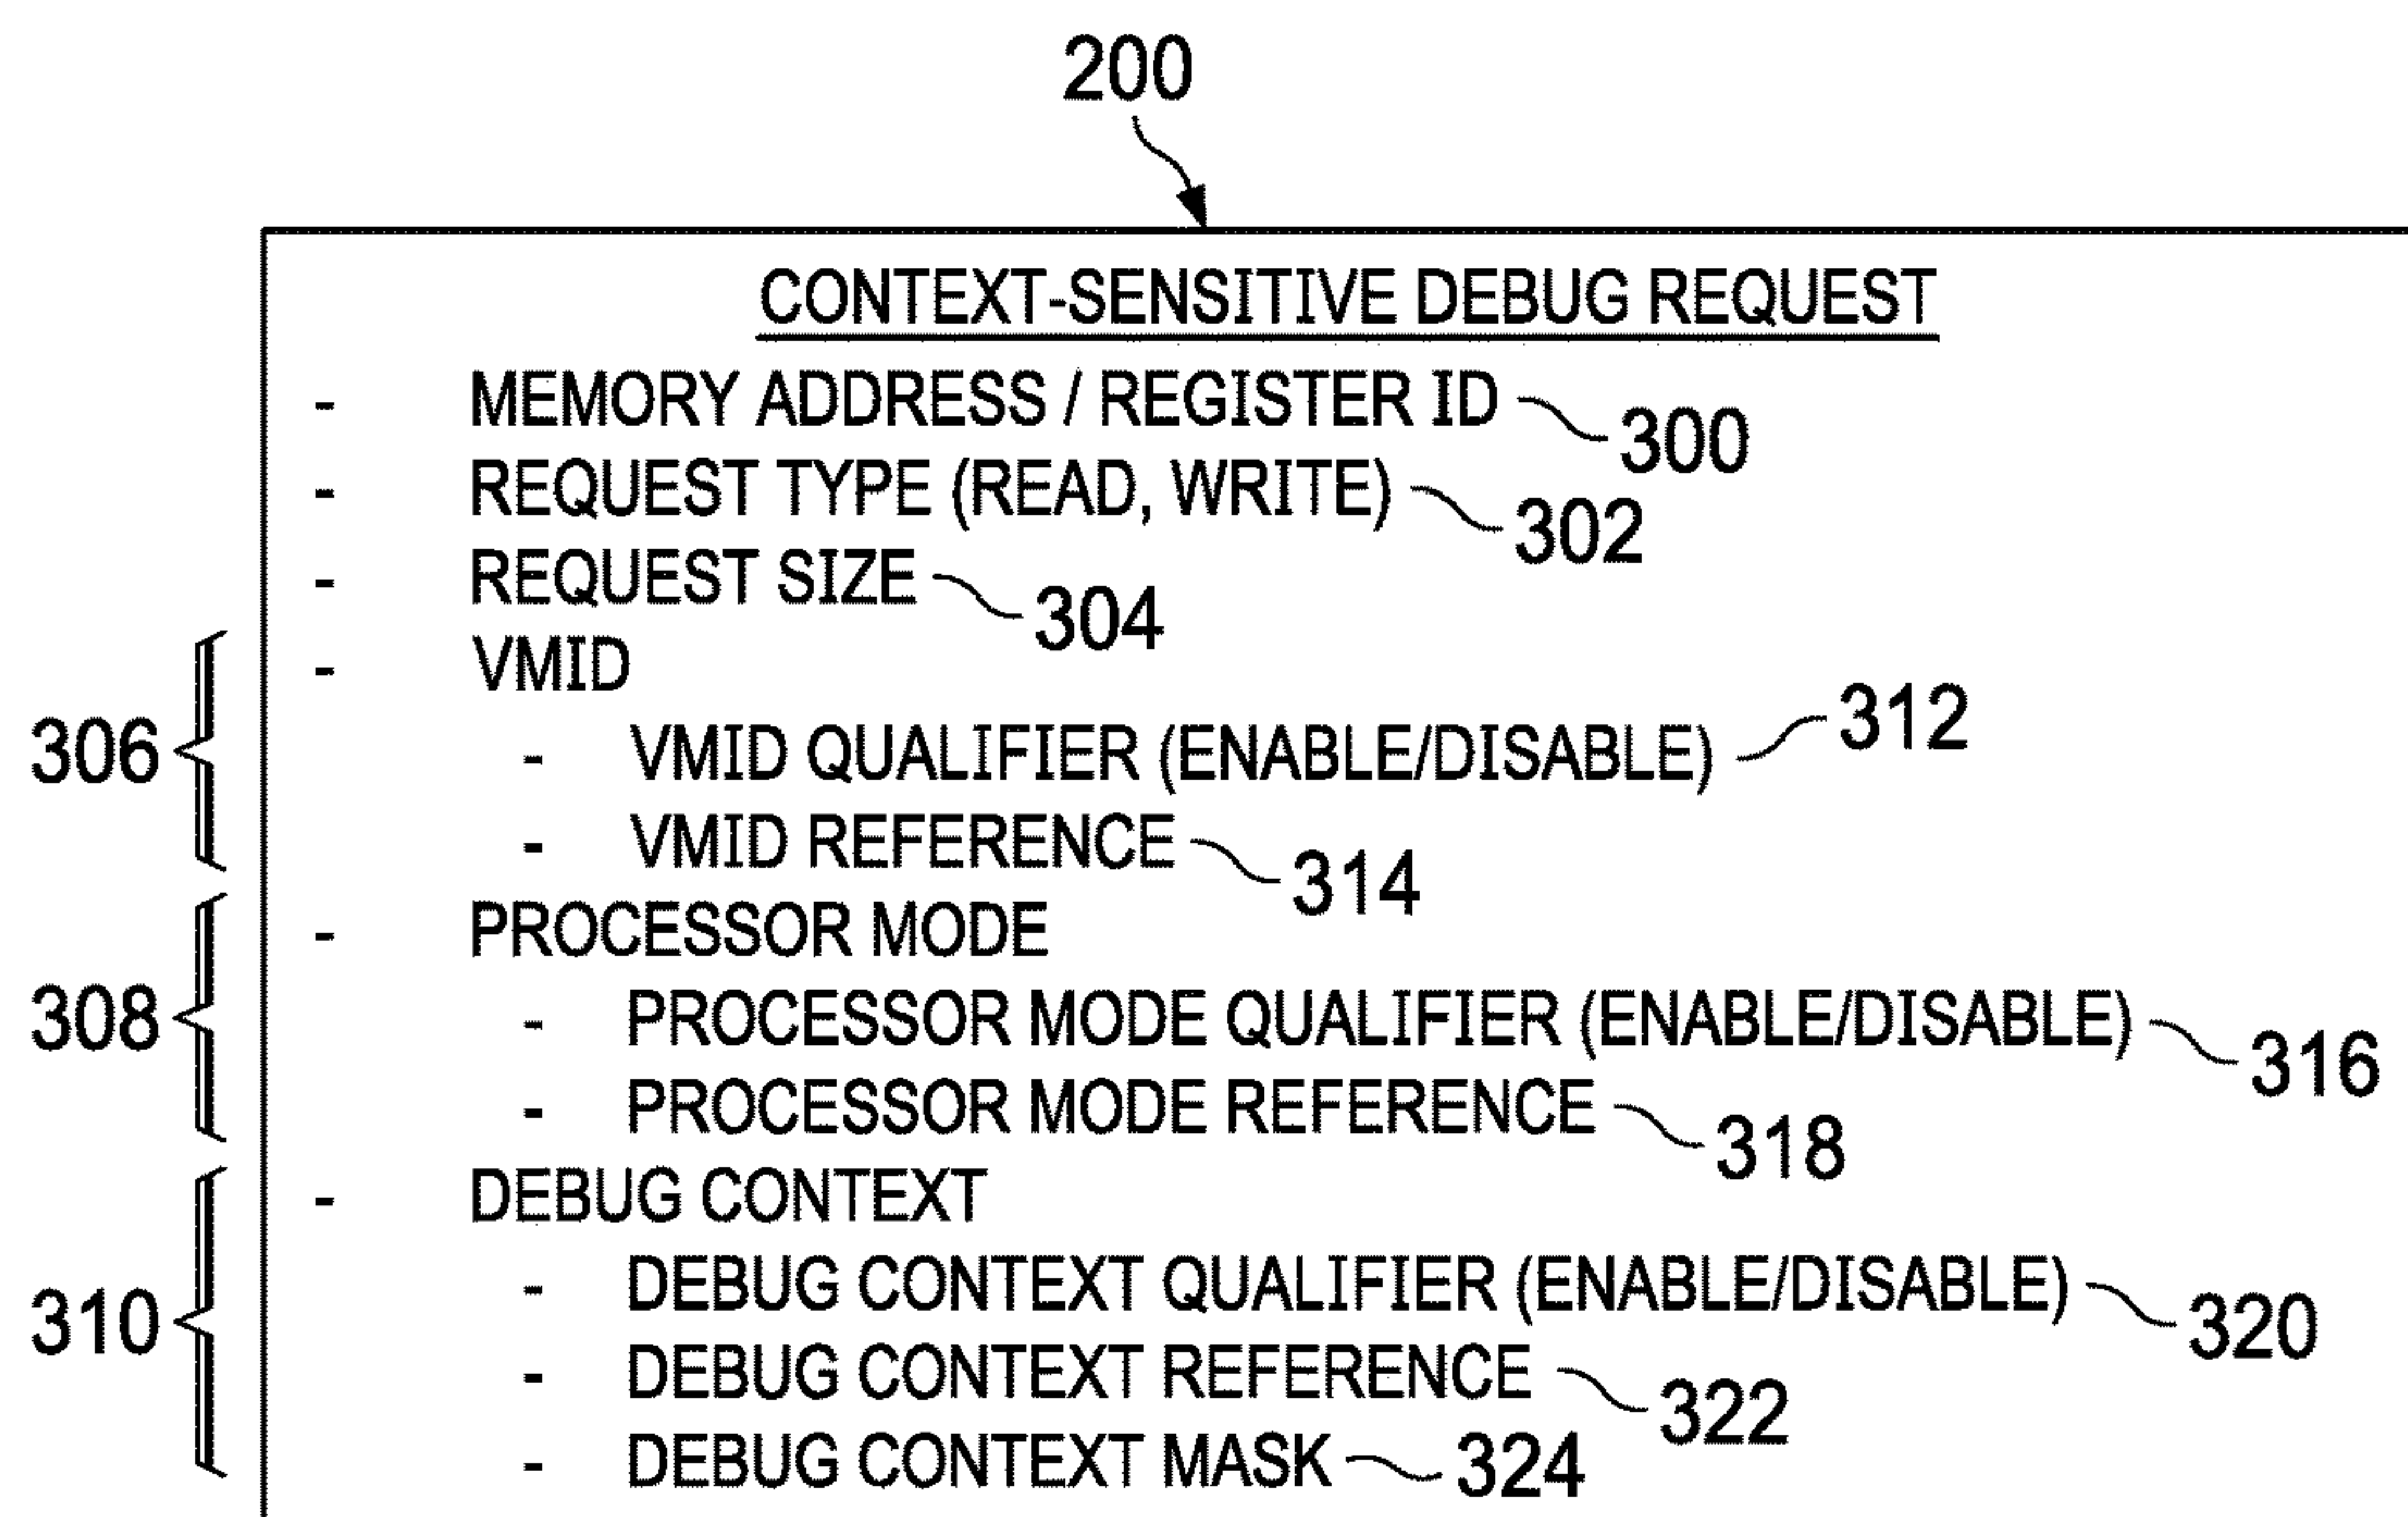 200
CONTEXT-SENSITIVE DEBUG REQUEST
- MEMORY ADDRESS / REGISTER ID 300
- REQUEST TYPE (READ, WRITE) 302
- REQUEST SIZE 304
- VMID
306
- VMID QUALIFIER (ENABLE/DISABLE) 312
- VMID REFERENCE 314
- PROCESSOR MODE
308
- PROCESSOR MODE QUALIFIER (ENABLE/DISABLE) 316
- PROCESSOR MODE REFERENCE 318
- DEBUG CONTEXT
310
- DEBUG CONTEXT QUALIFIER (ENABLE/DISABLE) 320
- DEBUG CONTEXT REFERENCE 322
- DEBUG CONTEXT MASK 324